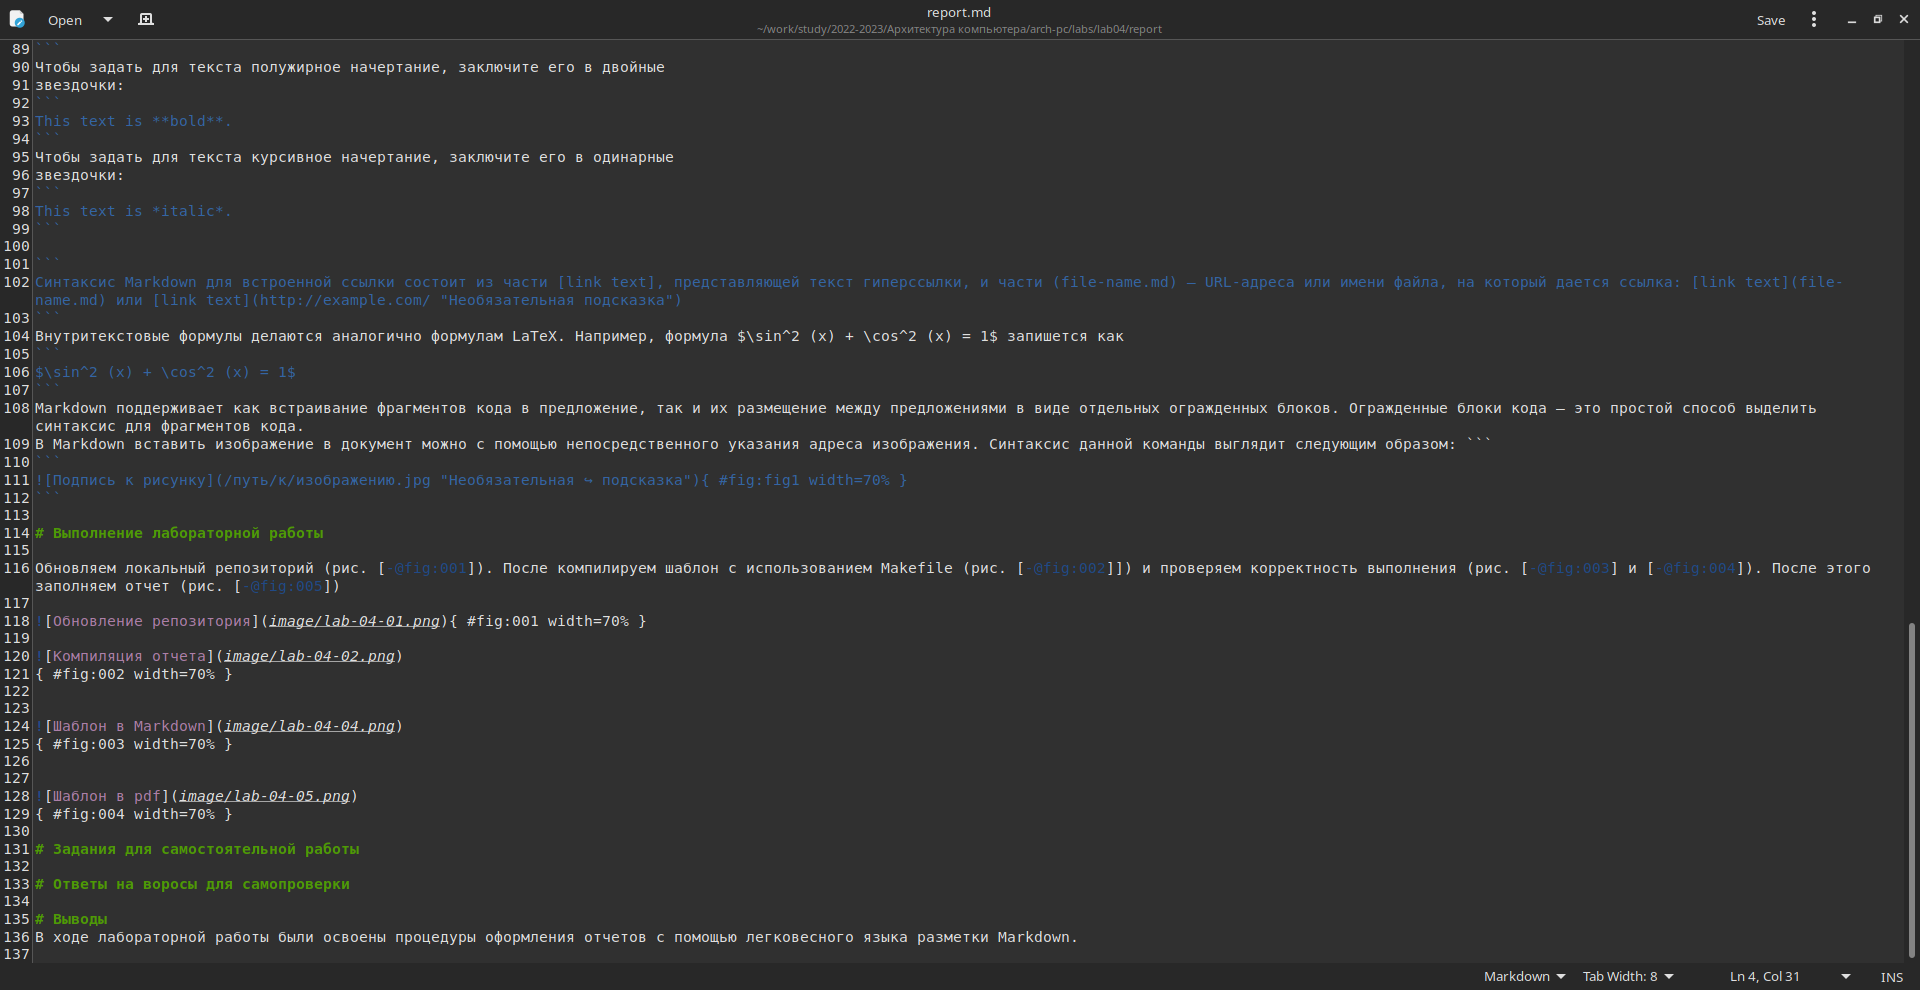 Open
report.md
~/work/study/2022-2023/Архитектура компьютера/arch-pc/labs/lab04/report
Save
89 ```
90 Чтобы задать для текста полужирное начертание, заключите его в двойные
91 звездочки:
92 ```
93 This text is **bold**.
94 ```
95 Чтобы задать для текста курсивное начертание, заключите его в одинарные
96 звездочки:
97 ```
98 This text is *italic*.
99 ```
100
101 ```
102 Синтаксис Markdown для встроенной ссылки состоит из части [link text], представляющей текст гиперссылки, и части (file-name.md) – URL-адреса или имени файла, на который дается ссылка: [link text](file-
name.md) или [link text](http://example.com/ "Необязательная подсказка")
103 ```
104 Внутритекстовые формулы делаются аналогично формулам LaTeX. Например, формула $\sin^2 (x) + \cos^2 (x) = 1$ запишется как
105 ```
106 $\sin^2 (x) + \cos^2 (x) = 1$
107 ```
108 Markdown поддерживает как встраивание фрагментов кода в предложение, так и их размещение между предложениями в виде отдельных огражденных блоков. Огражденные блоки кода – это простой способ выделить
синтаксис для фрагментов кода.
109 В Markdown вставить изображение в документ можно с помощью непосредственного указания адреса изображения. Синтаксис данной команды выглядит следующим образом: ```
110 ```
111 ![Подпись к рисунку](/путь/к/изображению.jpg "Необязательная ↪ подсказка"){ #fig:fig1 width=70% }
112 ```
113
114 # Выполнение лабораторной работы
115
116 Обновляем локальный репозиторий (рис. [-@fig:001]). После компилируем шаблон с использованием Makefile (рис. [-@fig:002]]) и проверяем корректность выполнения (рис. [-@fig:003] и [-@fig:004]). После этого
заполняем отчет (рис. [-@fig:005])
117
118 ![Обновление репозитория](image/lab-04-01.png){ #fig:001 width=70% }
119
120 ![Компиляция отчета](image/lab-04-02.png)
121 { #fig:002 width=70% }
122
123
124 ![Шаблон в Markdown](image/lab-04-04.png)
125 { #fig:003 width=70% }
126
127
128 ![Шаблон в pdf](image/lab-04-05.png)
129 { #fig:004 width=70% }
130
131 # Задания для самостоятельной работы
132
133 # Ответы на воросы для самопроверки
134
135 # Выводы
136 В ходе лабораторной работы были освоены процедуры оформления отчетов с помощью легковесного языка разметки Markdown.
137
Markdown
Tab Width: 8
Ln 4, Col 31
INS